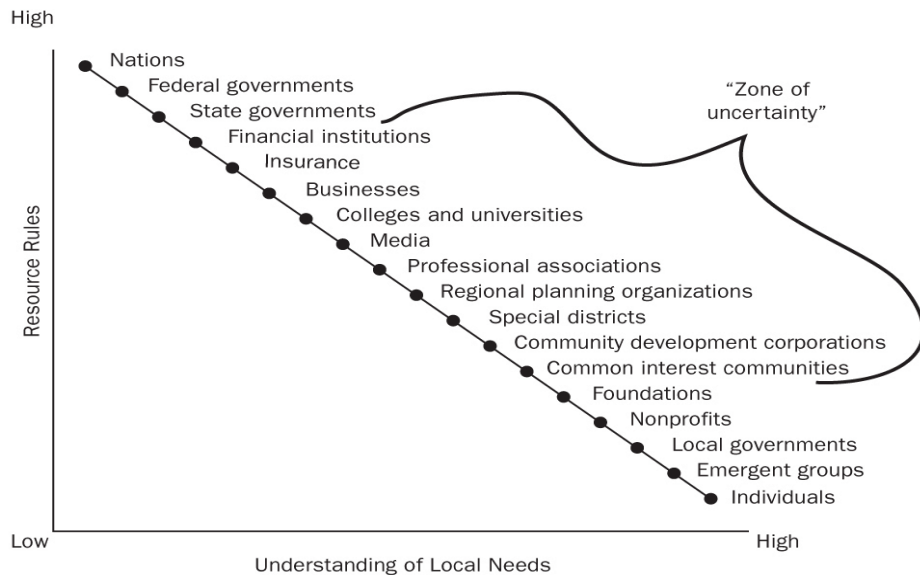 High
Nations
Federal governments
State governments
Financial institutions
Insurance
Businesses
Colleges and universities
Media
Professional associations
Regional planning organizations
Special districts
Community development corporations
Common interest communities
Foundations
Nonprofits
Local governments
Emergent groups
Individuals
“Zone of
uncertainty”
Resource Rules
Low
High
Understanding of Local Needs